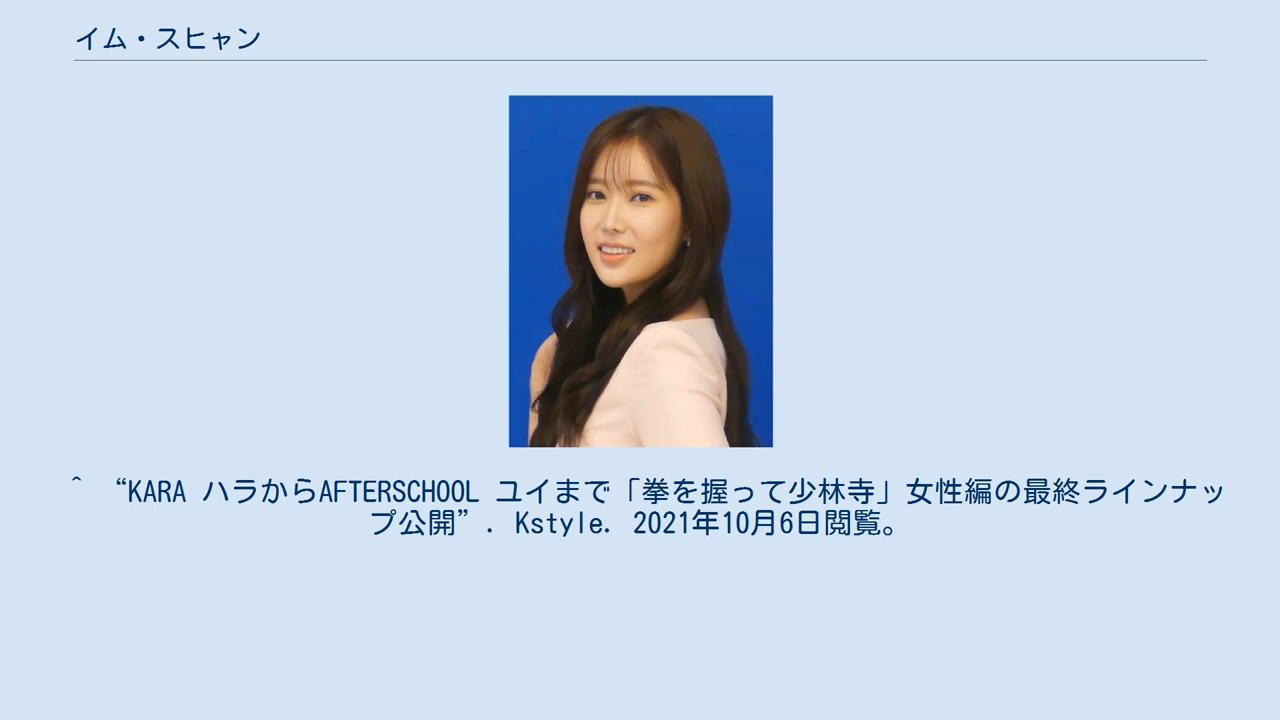 イム・スヒャン
^ “KARA ハラからAFTERSCHOOL ユイまで「拳を握って少林寺」女性編の最終ラインナッ
プ公開”. Kstyle. 2021年10月6日閲覧。